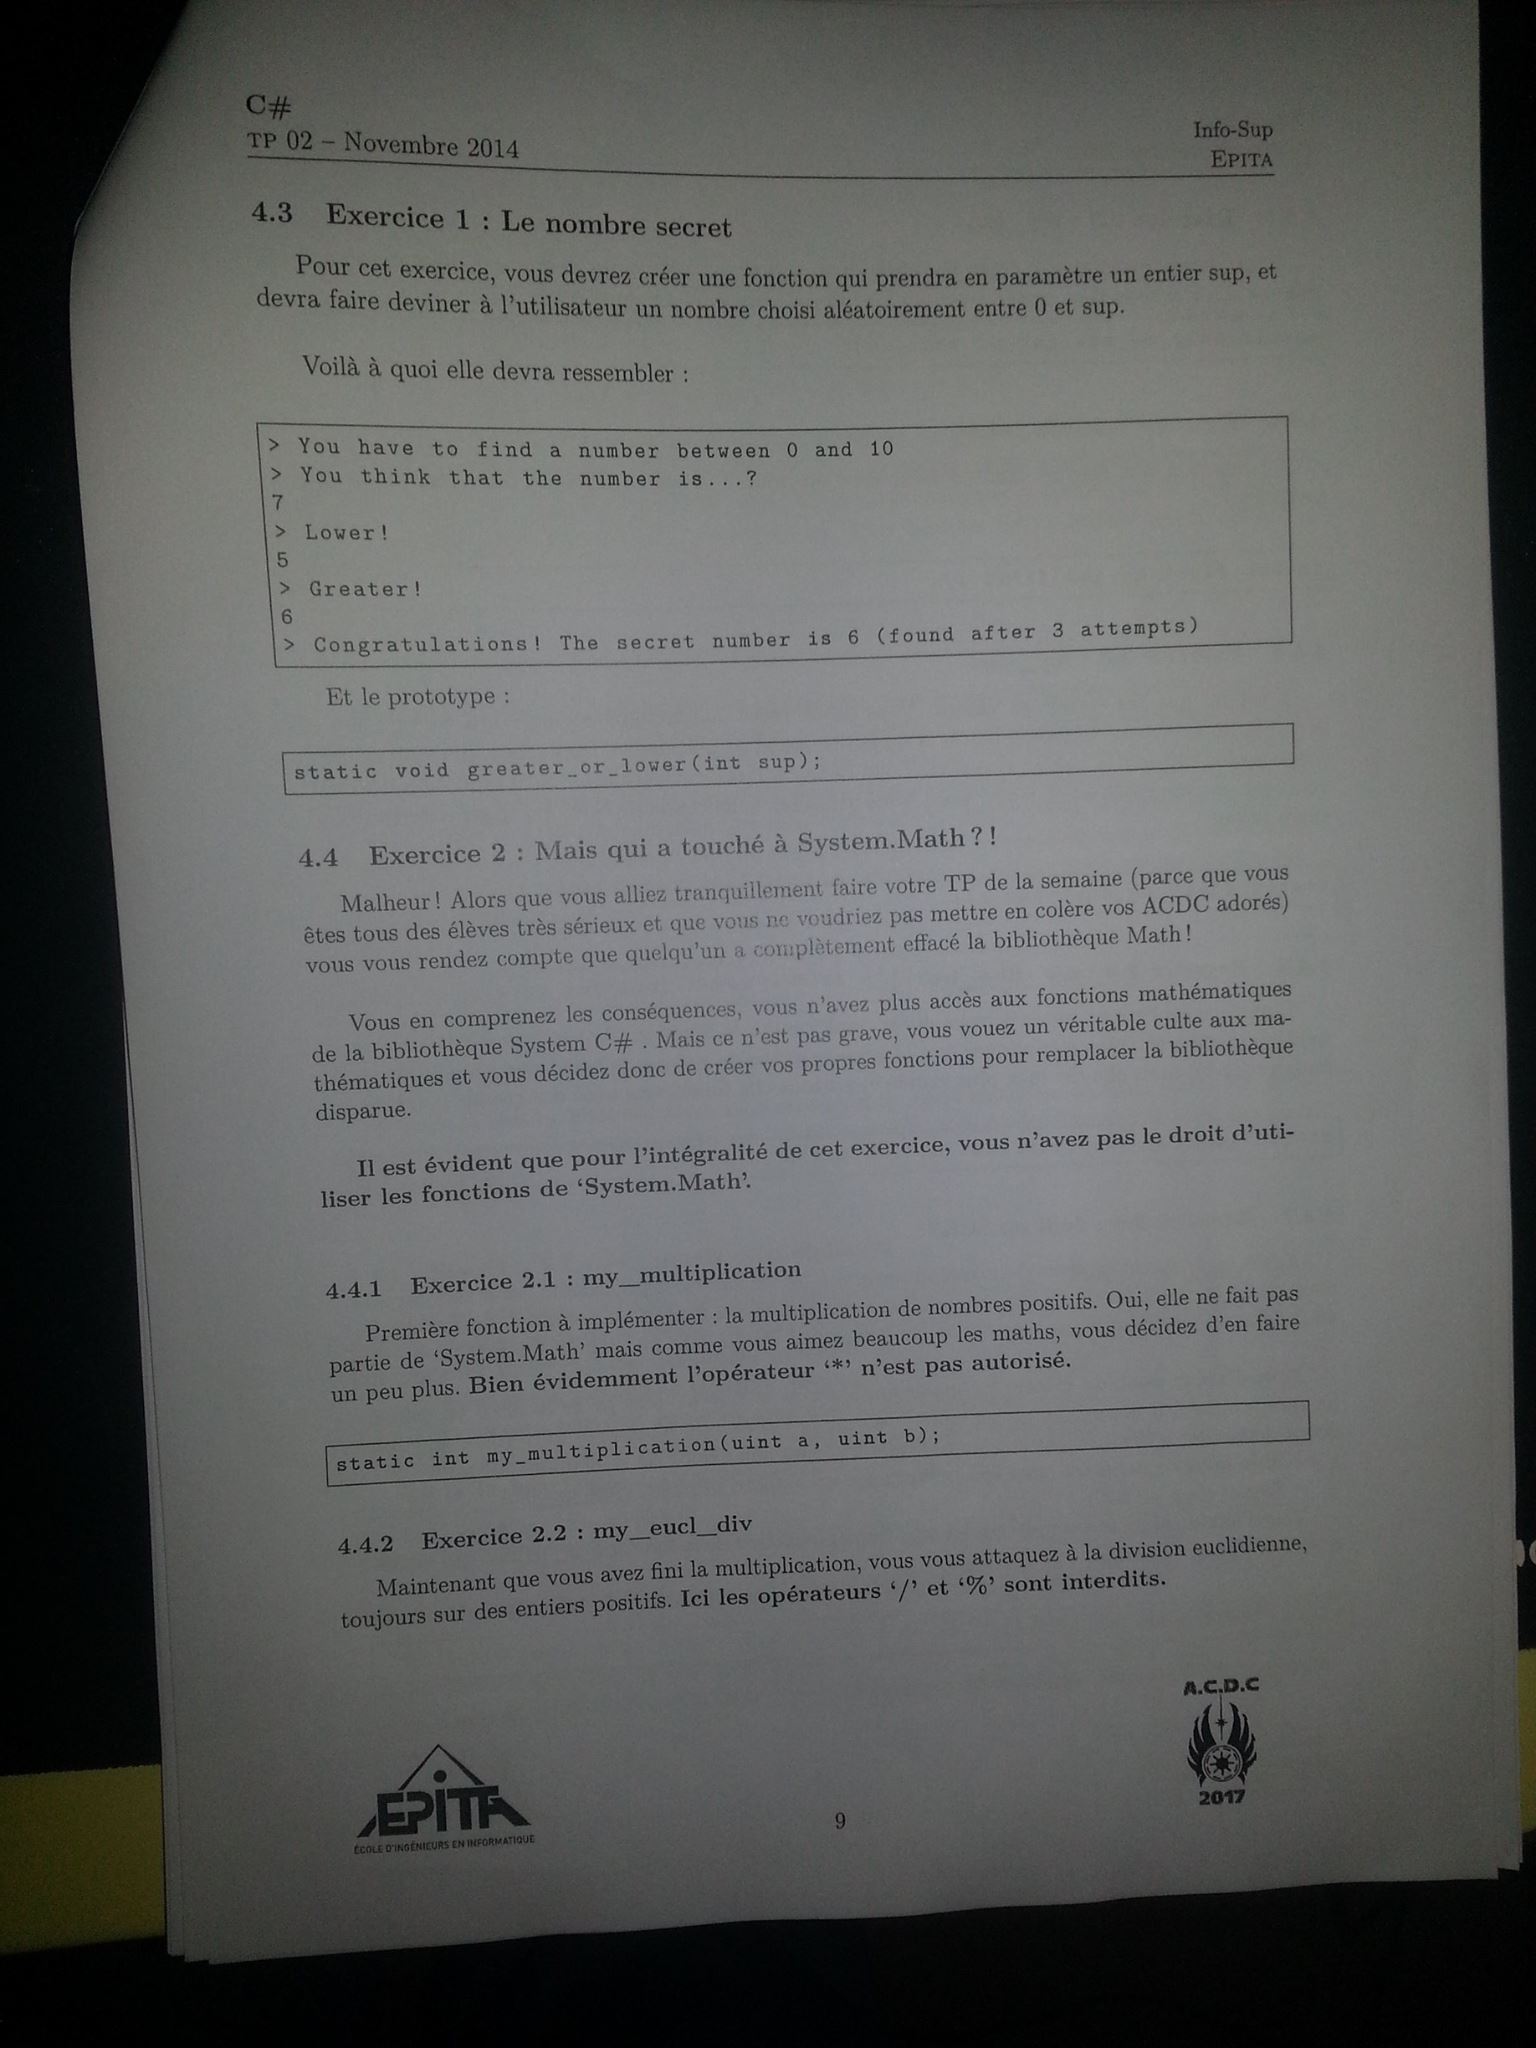 C#
TP 02 – Novembre 2014
Info-Sup
EPITA
4.3 Exercice 1 : Le nombre secret
Pour cet exercice, vous devrez créer une fonction qui prendra en paramètre un entier sup, et
devra faire deviner à l'utilisateur un nombre choisi aléatoirement entre 0 et sup.
Voilà à quoi elle devra ressembler :
> You have to find a number between 0 and 10
> You think that the number is...?
7
> Lower!
5
> Greater!
6
> Congratulations! The secret number is 6 (found after 3 attempts)
Et le prototype :
static void greater_or_lower(int sup);
4.4 Exercice 2 : Mais qui a touché à System.Math ? !
Malheur ! Alors que vous alliez tranquillement faire votre TP de la semaine (parce que vous
êtes tous des élèves très sérieux et que vous ne voudriez pas mettre en colère vos ACDC adorés)
vous vous rendez compte que quelqu'un a complètement effacé la bibliothèque Math !
Vous en comprenez les conséquences, vous n'avez plus accès aux fonctions mathématiques
de la bibliothèque System C# . Mais ce n'est pas grave, vous vouez un véritable culte aux ma-
thématiques et vous décidez donc de créer vos propres fonctions pour remplacer la bibliothèque
disparue.
Il est évident que pour l'intégralité de cet exercice, vous n'avez pas le droit d'uti-
liser les fonctions de 'System.Math'.
4.4.1 Exercice 2.1 : my_multiplication
Première fonction à implémenter : la multiplication de nombres positifs. Oui, elle ne fait pas
partie de 'System.Math' mais comme vous aimez beaucoup les maths, vous décidez d'en faire
un peu plus. Bien évidemment l'opérateur '*' n'est pas autorisé.
static int my_multiplication(uint a, uint b);
4.4.2 Exercice 2.2 : my_eucl_div
Maintenant que vous avez fini la multiplication, vous vous attaquez à la division euclidienne,
toujours sur des entiers positifs. Ici les opérateurs '/' et '%' sont interdits.
A.C.D.C
2017
EPITA
ÉCOLE D'INGÉNIEURS EN INFORMATIQUE
9